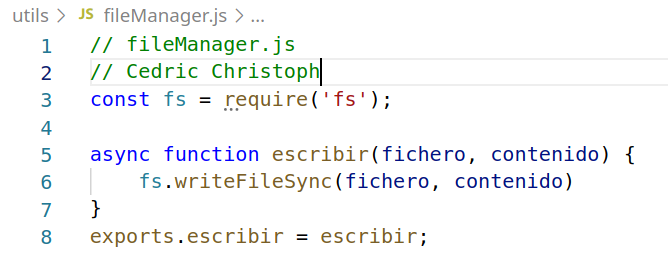 utils > JS fileManager.js > ...
1 // fileManager.js
2 // Cedric Christoph
3 const fs = require('fs');
4
5 async function escribir(fichero, contenido) {
6     fs.writeFileSync(fichero, contenido)
7 }
8 exports.escribir = escribir;